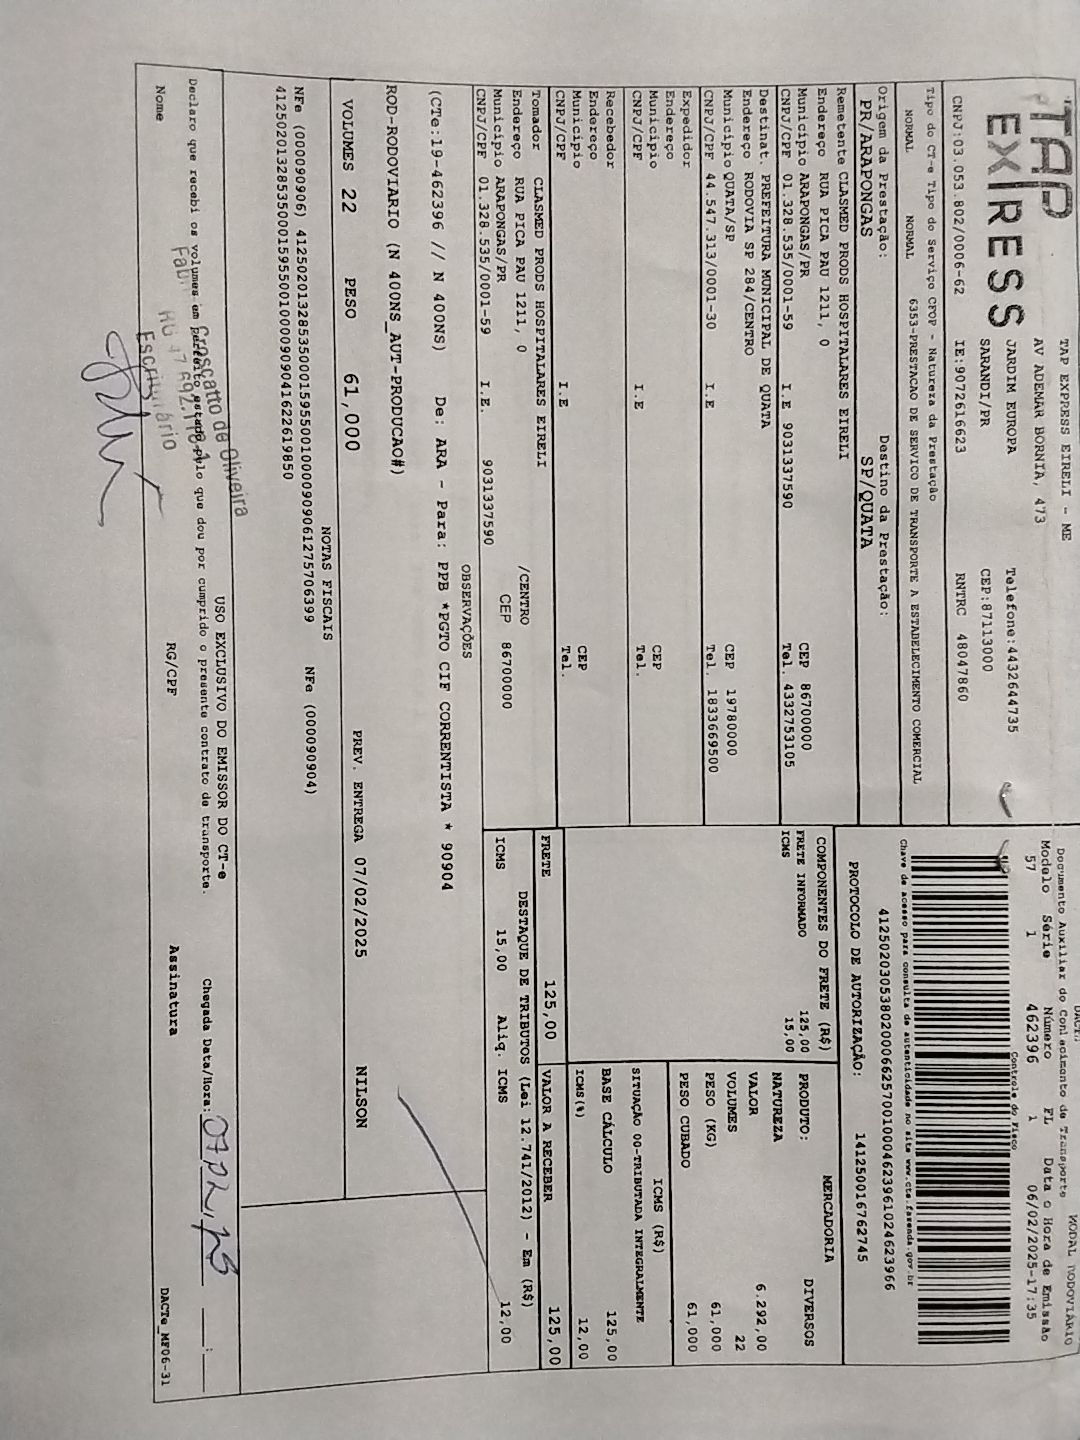 TAP EXPRESS
TAP EXPRESS EIRELI - ME
AV ADEMAR BORNIA, 473
JARDIM EUROPA Telefone:4432644735
SARANDI/PR CEP:87113000
CNPJ:03.053.802/0006-62 IE:9072616623 RNTRC 48047860
Documento Auxiliar do Conhecimento de Transporte MODAL RODOVIÁRIO
Modelo Série Número FL Data e Hora de Emissão
57 1 462396 1 06/02/2025-17:35
Controle do Fisco
Chave de acesso para consulta de autenticidade no site www.cte.fazenda.gov.br
41250203053802000662570010004623961024623966
PROTOCOLO DE AUTORIZAÇÃO: 141250016762745
Tipo do CT-e Tipo do Serviço CFOP - Natureza da Prestação
NORMAL NORMAL 6353-PRESTACAO DE SERVICO DE TRANSPORTE A ESTABELECIMENTO COMERCIAL
Origem da Prestação: Destino da Prestação:
PR/ARAPONGAS SP/QUATA
Remetente CLASMED PRODS HOSPITALARES EIRELI
Endereço RUA PICA PAU 1211, 0
Município ARAPONGAS/PR CEP 86700000
CNPJ/CPF 01.328.535/0001-59 I.E 9031337590 Tel. 4332753105
Destinat. PREFEITURA MUNICIPAL DE QUATA
Endereço RODOVIA SP 284/CENTRO
Município QUATA/SP CEP 19780000
CNPJ/CPF 44.547.313/0001-30 I.E Tel. 1833669500
Expedidor
Endereço
Município CEP
CNPJ/CPF I.E Tel.
Recebedor
Endereço
Município CEP
CNPJ/CPF I.E Tel.
Tomador CLASMED PRODS HOSPITALARES EIRELI
Endereço RUA PICA PAU 1211, 0 /CENTRO
Município ARAPONGAS/PR CEP 86700000
CNPJ/CPF 01.328.535/0001-59 I.E. 9031337590
COMPONENTES DO FRETE (R$)
FRETE INFORMADO 125,00
ICMS 15,00
MERCADORIA
PRODUTO: DIVERSOS
NATUREZA
VALOR 6.292,00
VOLUMES 22
PESO (KG) 61,000
PESO CUBADO 61,000
ICMS (R$)
SITUAÇÃO 00-TRIBUTADA INTEGRALMENTE
BASE CÁLCULO 125,00
ICMS(%) 12,00
FRETE 125,00 VALOR A RECEBER 125,00
DESTAQUE DE TRIBUTOS (Lei 12.741/2012) - Em (R$)
ICMS 15,00 Aliq. ICMS 12,00
OBSERVAÇÕES
(CTe:19-462396 // N 400NS) De: ARA - Para: PPB *PGTO CIF CORRENTISTA * 90904
ROD-RODOVIARIO (N 400NS_AUT-PRODUCAO#)
VOLUMES 22 PESO 61,000 PREV. ENTREGA 07/02/2025 NILSON
NOTAS FISCAIS
NFe (000090906) 41250201328535000159550010000909061275706399 NFe (000090904)
41250201328535000159550010000909041622619850
USO EXCLUSIVO DO EMISSOR DO CT-e
Declaro que recebi os volumes em perfeito estado pelo que dou por cumprido o presente contrato de transporte. Chegada Data/Hora:
Nome RG/CPF Assinatura
de Oliveira
Escriturário
DACTe_MF06-31